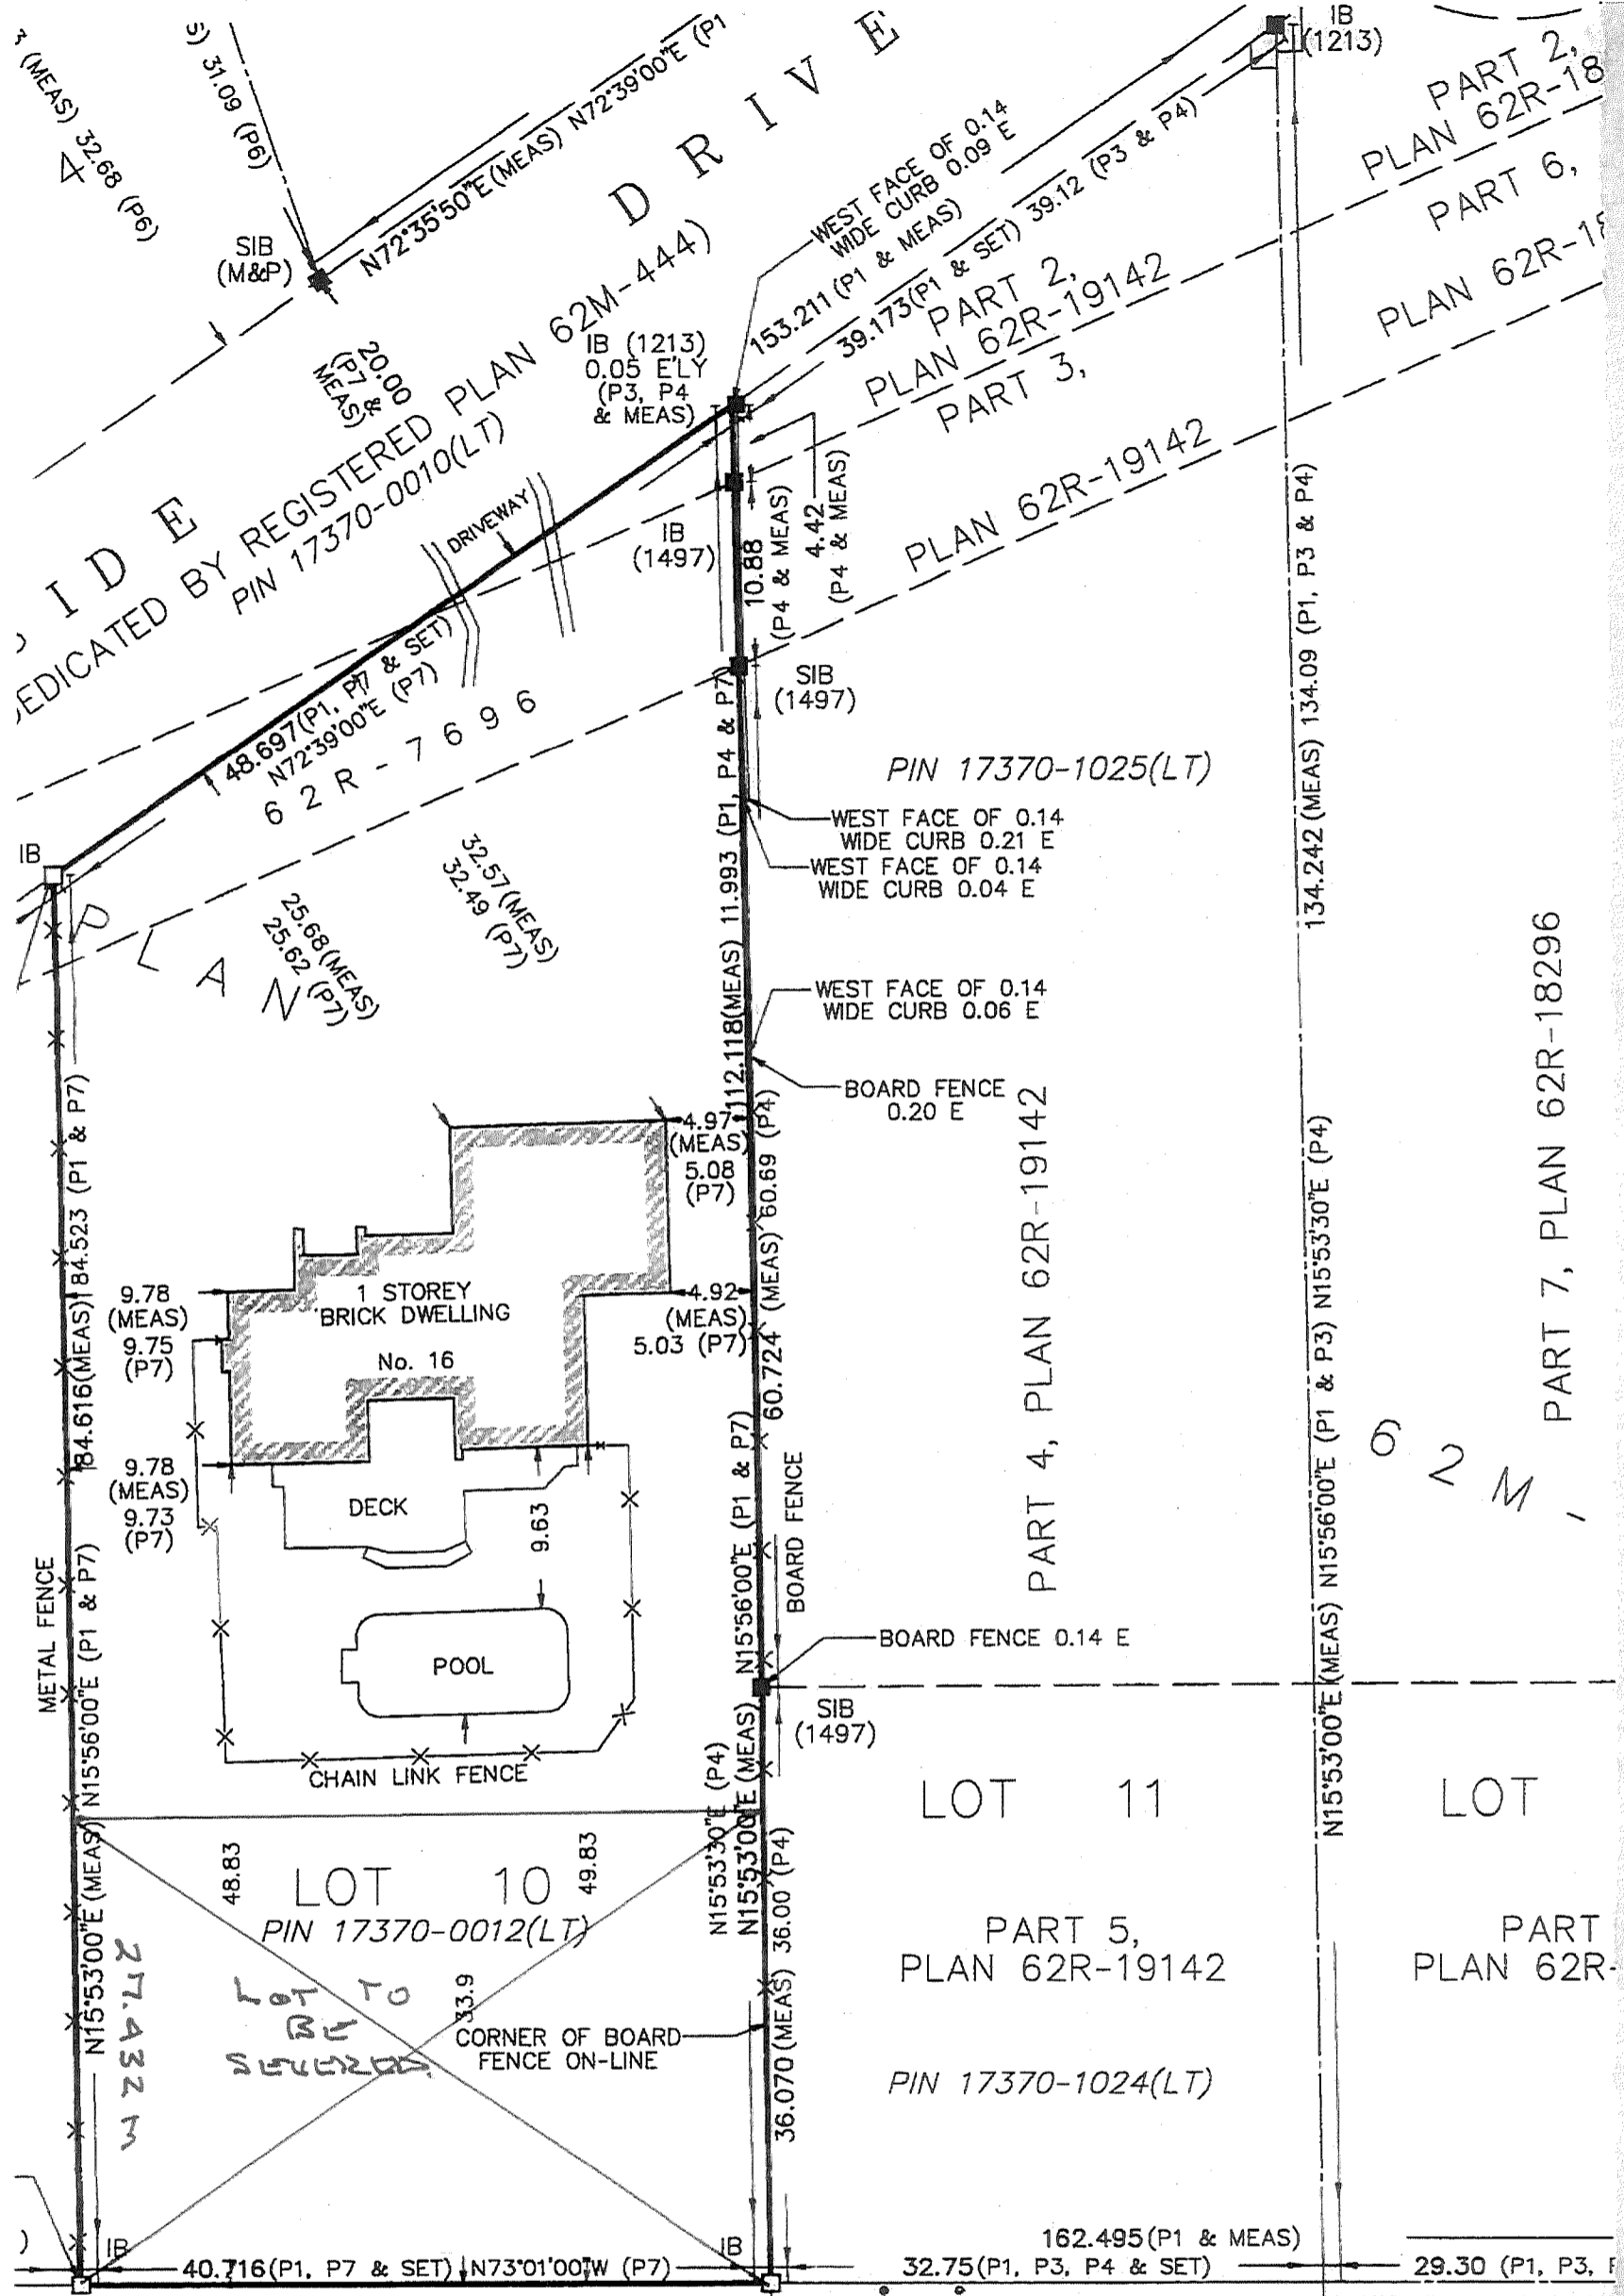 (MEAS) 32.68 (P6)
4
31.09 (P6)
SIB
(M&P)
N72°35'50"E (MEAS) N72°39'00"E (P1
D R I V E
I D E
DEDICATED BY REGISTERED PLAN 62M-444)
PIN 17370-0010(LT)
20.00
(P7 &
MEAS)
IB
(1213)
WEST FACE OF 0.14
WIDE CURB 0.09 E
153.211 (P1 & MEAS)
39.173(P1 & SET) 39.12 (P3 & P4)
PART 2,
PLAN 62R-18
PART 6,
PLAN 62R-18
PART 2,
PLAN 62R-19142
PART 3,
PLAN 62R-19142
IB (1213)
0.05 E'LY
(P3, P4
& MEAS)
DRIVEWAY
IB
(1497)
10.88
(P4 & MEAS)
4.42
(P4 & MEAS)
SIB
(1497)
48.697(P1, P7 & SET)
N72°39'00"E (P7)
62R-7696
PLAN
IB
PIN 17370-1025(LT)
WEST FACE OF 0.14
WIDE CURB 0.21 E
WEST FACE OF 0.14
WIDE CURB 0.04 E
32.57(MEAS)
32.49 (P7)
25.68(MEAS)
25.62 (P7)
WEST FACE OF 0.14
WIDE CURB 0.06 E
BOARD FENCE
0.20 E
112.118(MEAS) 11.993 (P1, P4 & P7)
134.242 (MEAS) 134.09 (P1, P3 & P4)
PART 4, PLAN 62R-19142
PART 7, PLAN 62R-18296
4.97
(MEAS)
5.08
(P7)
4.92
(MEAS)
5.03 (P7)
60.724 (MEAS) 60.69 (P4)
1 STOREY
BRICK DWELLING
No. 16
9.78
(MEAS)
9.75
(P7)
9.78
(MEAS)
9.73
(P7)
184.616(MEAS) 184.523 (P1 & P7)
DECK
9.63
POOL
CHAIN LINK FENCE
METAL FENCE
BOARD FENCE
BOARD FENCE 0.14 E
SIB
(1497)
N15°53'00"E (MEAS) N15°56'00"E (P1 & P7)
N15°53'30"E (P4)
N15°53'00"E (MEAS) N15°56'00"E (P1 & P7)
N15°53'00"E (MEAS) N15°56'00"E (P1 & P3) N15°53'30"E (P4)
62M
LOT 10
PIN 17370-0012(LT)
48.83
49.83
33.9
27.432 M
LOT TO
BE
SEVERED
CORNER OF BOARD
FENCE ON-LINE
36.070 (MEAS) 36.00 (P4)
LOT 11
PART 5,
PLAN 62R-19142
PIN 17370-1024(LT)
LOT
PART
PLAN 62R-
IB
IB
40.716(P1, P7 & SET) N73°01'00"W (P7)
162.495(P1 & MEAS)
32.75(P1, P3, P4 & SET)
29.30 (P1, P3,